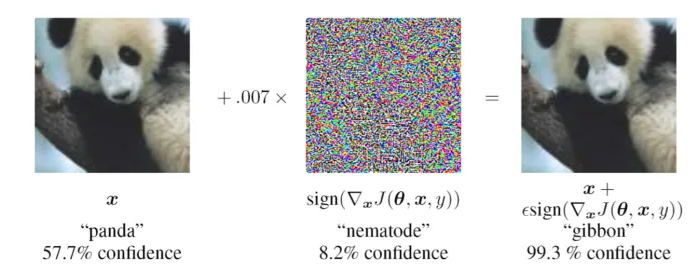 + .007 ×
=
x
sign(∇ₓJ(θ, x, y))
x +
ϵsign(∇ₓJ(θ, x, y))
“panda”
“nematode”
“gibbon”
57.7% confidence
8.2% confidence
99.3 % confidence